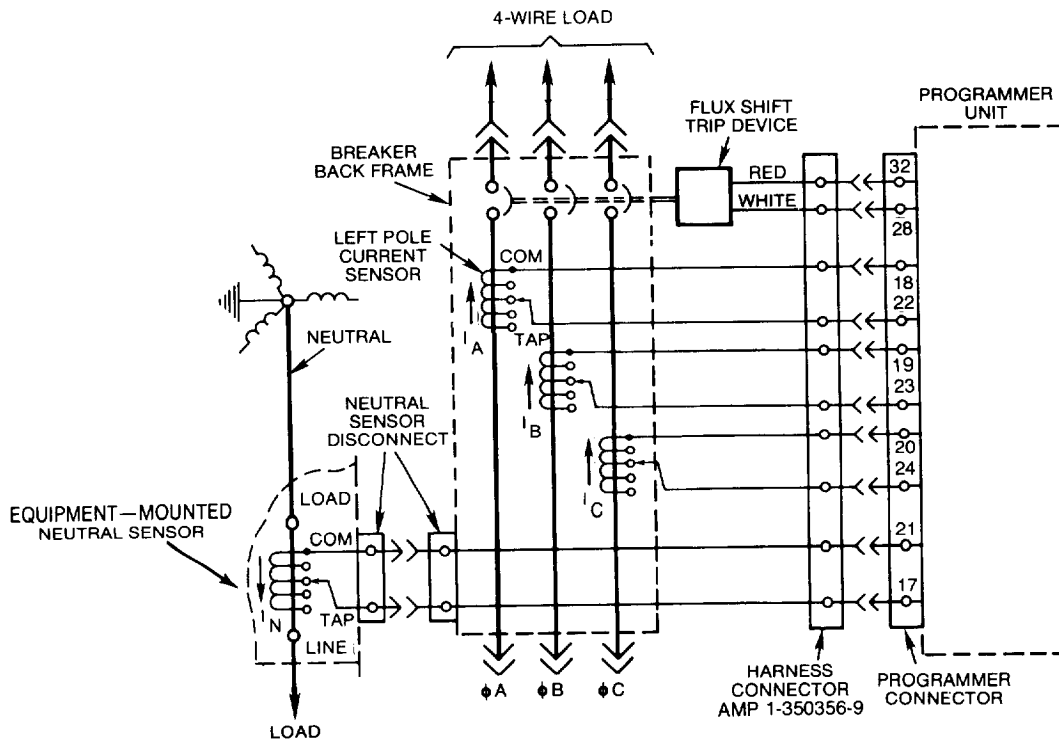 4-WIRE LOAD
PROGRAMMER
UNIT
FLUX SHIFT
TRIP DEVICE
BREAKER
BACK FRAME
RED
WHITE
32
28
LEFT POLE
CURRENT
SENSOR
COM
TAP
I A
18
22
NEUTRAL
I B
19
23
NEUTRAL
SENSOR
DISCONNECT
I C
20
24
LOAD
EQUIPMENT—MOUNTED
NEUTRAL SENSOR
COM
TAP
I N
LINE
21
17
ϕA
ϕB
ϕC
HARNESS
CONNECTOR
AMP 1-350356-9
PROGRAMMER
CONNECTOR
LOAD